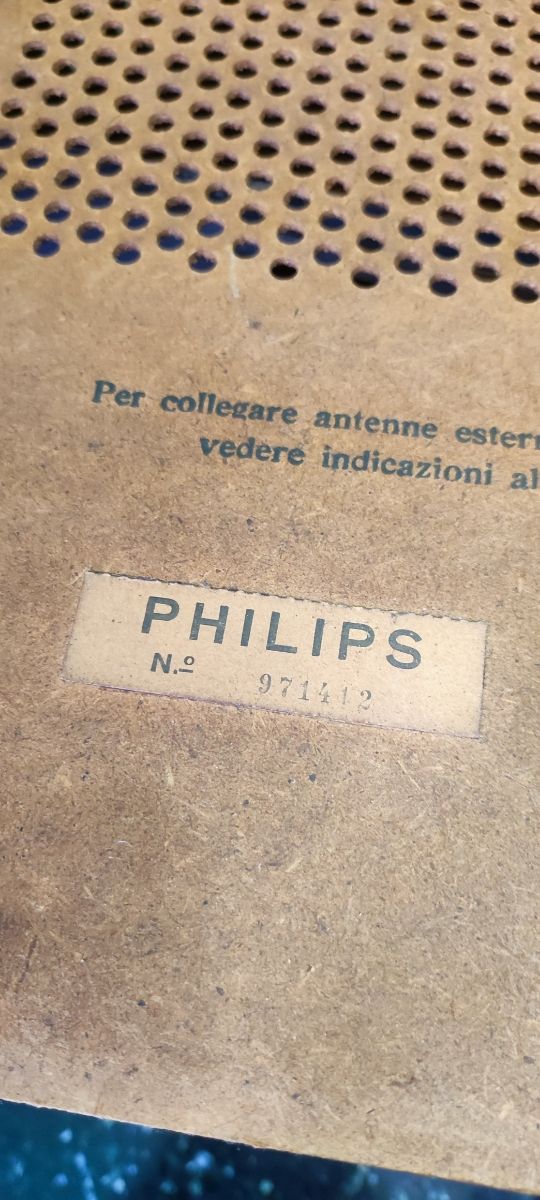 Per collegare antenne
vedere indicazioni
PHILIPS
N.º 971412